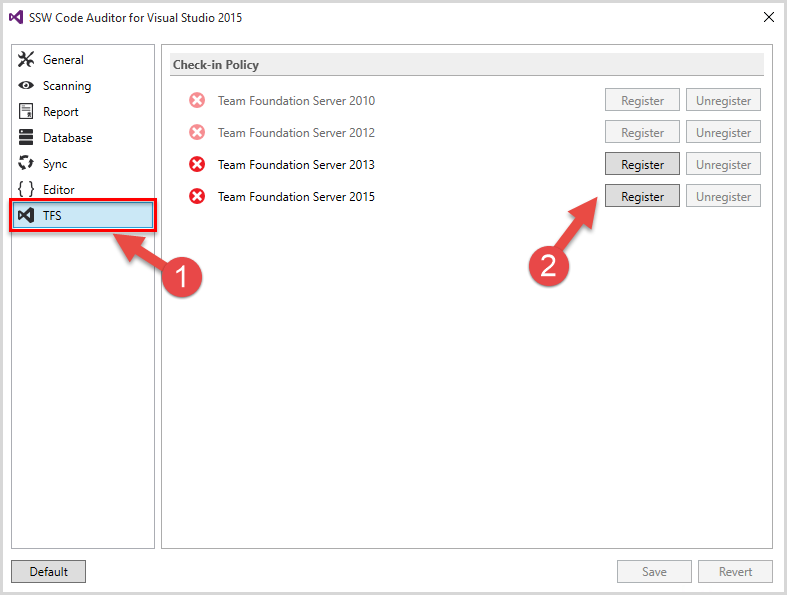 SSW Code Auditor for Visual Studio 2015
General
Scanning
Report
Database
Sync
Editor
TFS
1
Check-in Policy
Team Foundation Server 2010 Register Unregister
Team Foundation Server 2012 Register Unregister
Team Foundation Server 2013 Register Unregister
Team Foundation Server 2015 Register Unregister
2
Default Save Revert